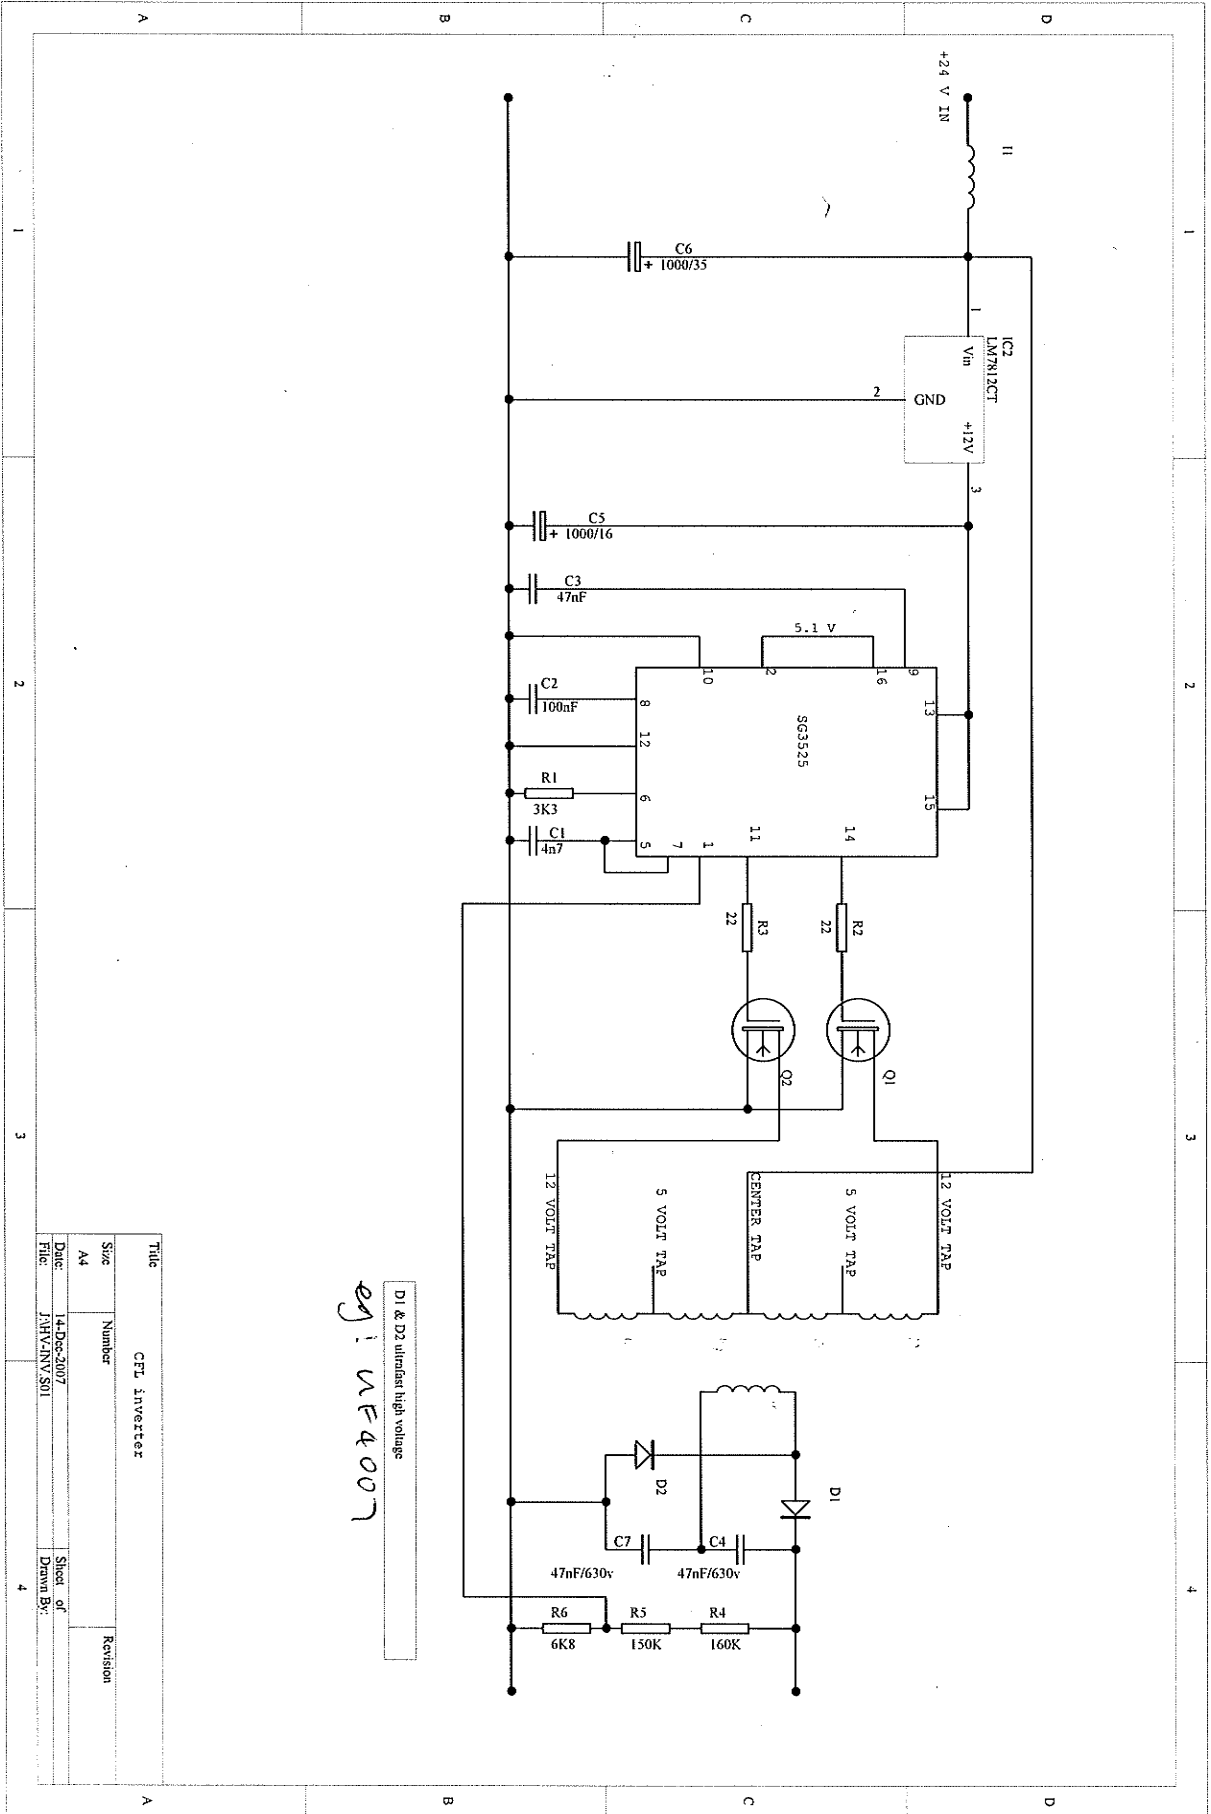 A
B
C
D
+24 V IN
I1
1
1
C6
+ 1000/35
1
IC2
LM7812CT
Vin
GND
+12V
2
3
C5
+ 1000/16
C3
47nF
5.1 V
10
2
16
9
13
15
SG3525
C2
100nF
8
12
6
5
7
1
11
14
R1
3K3
C1
4n7
2
2
R3
22
R2
22
Q2
Q1
3
3
12 VOLT TAP
5 VOLT TAP
CENTER TAP
5 VOLT TAP
12 VOLT TAP
D1 & D2 ultrafast high voltage
eg: UF4007
D2
D1
C7
47nF/630v
C4
47nF/630v
R6
6K8
R5
150K
R4
160K
4
4
Title
CFL inverter
Size
A4
Number
Revision
Date:
14-Dec-2007
Sheet of
File:
J:\HV-INV.S01
Drawn By:
A
B
C
D